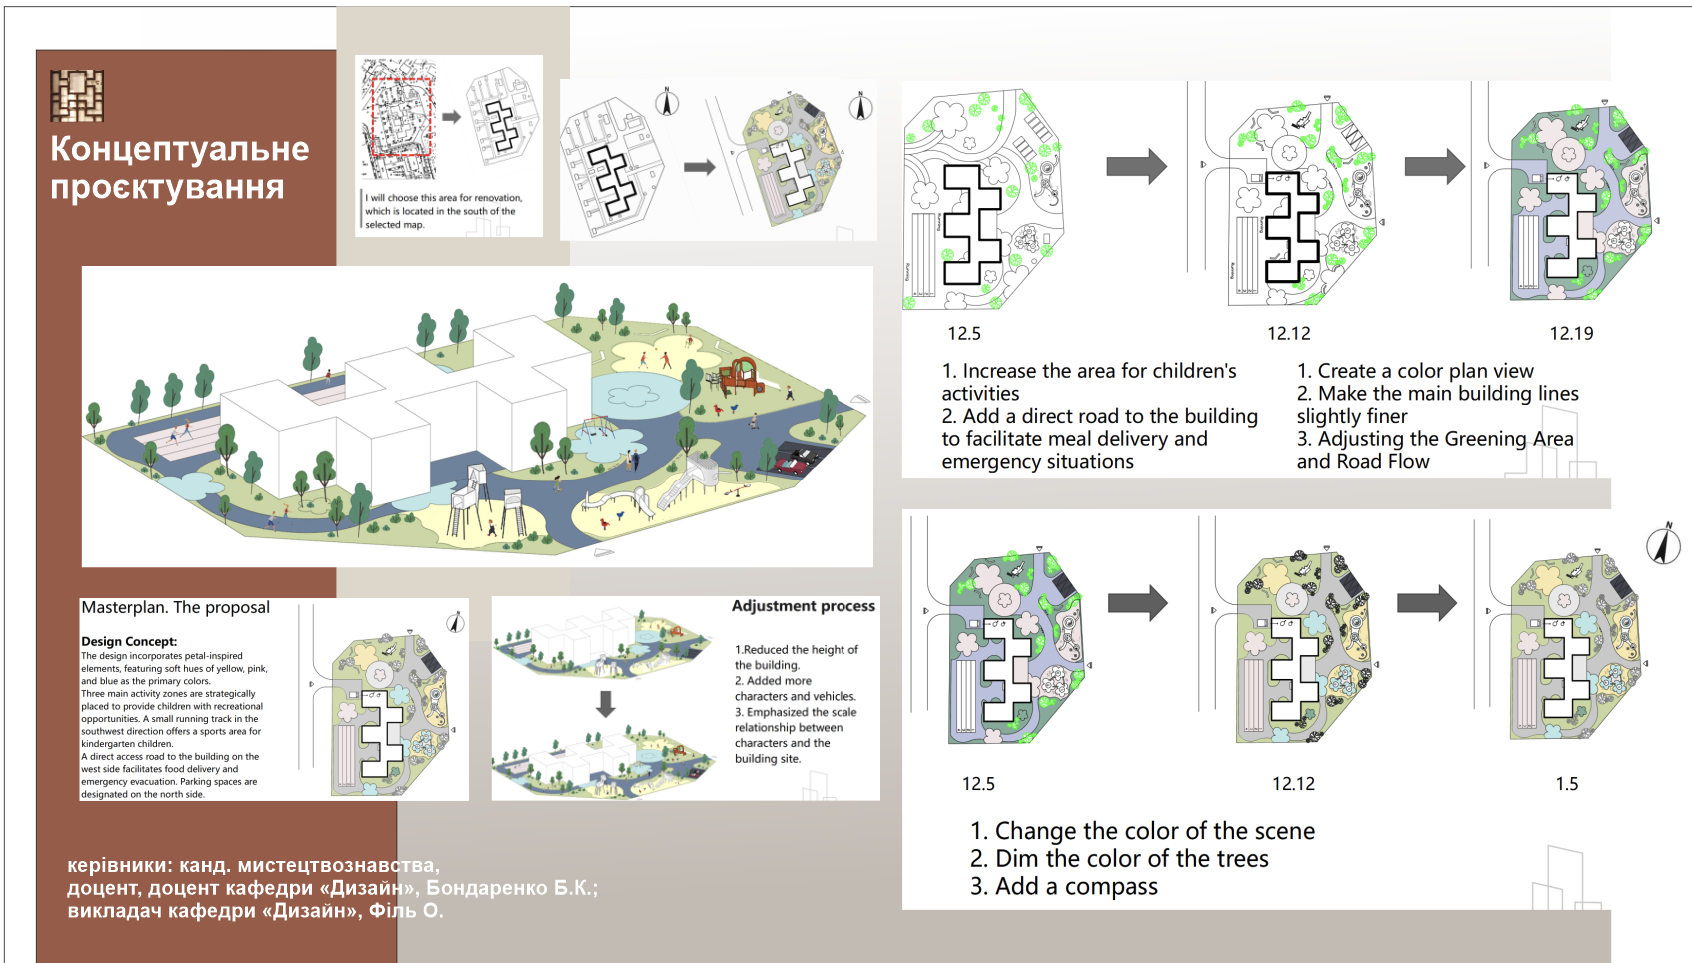 Концептуальне
проєктування
I will choose this area for renovation,
which is located in the south of the
selected map.
N
N
12.5
12.12
12.19
1. Increase the area for children's
activities
2. Add a direct road to the building
to facilitate meal delivery and
emergency situations
1. Create a color plan view
2. Make the main building lines
slightly finer
3. Adjusting the Greening Area
and Road Flow
Masterplan. The proposal
Design Concept:
The design incorporates petal-inspired
elements, featuring soft hues of yellow, pink,
and blue as the primary colors.
Three main activity zones are strategically
placed to provide children with recreational
opportunities. A small running track in the
southwest direction offers a sports area for
kindergarten children.
A direct access road to the building on the
west side facilitates food delivery and
emergency evacuation. Parking spaces are
designated on the north side.
N
Adjustment process
1.Reduced the height of
the building.
2. Added more
characters and vehicles.
3. Emphasized the scale
relationship between
characters and the
building site.
N
12.5
12.12
1.5
1. Change the color of the scene
2. Dim the color of the trees
3. Add a compass
керівники: канд. мистецтвознавства,
доцент, доцент кафедри «Дизайн», Бондаренко Б.К.;
викладач кафедри «Дизайн», Філь О.